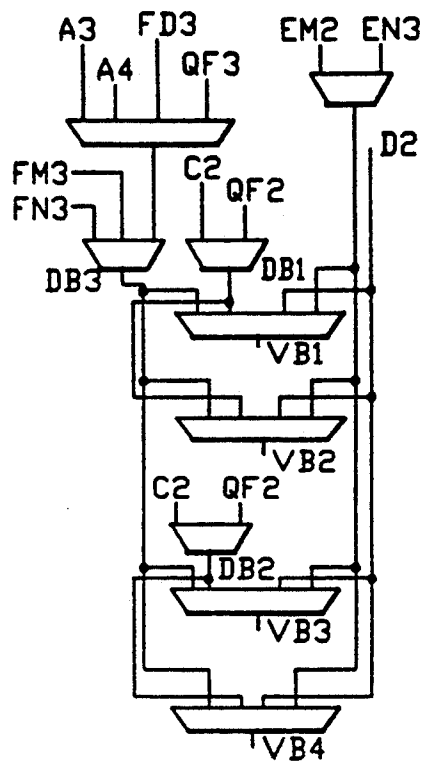 A3 FD3 EM2 EN3
A4 QF3
D2
FM3 C2
FN3 QF2
DB3 DB1
VB1
VB2
C2 QF2
DB2
VB3
VB4